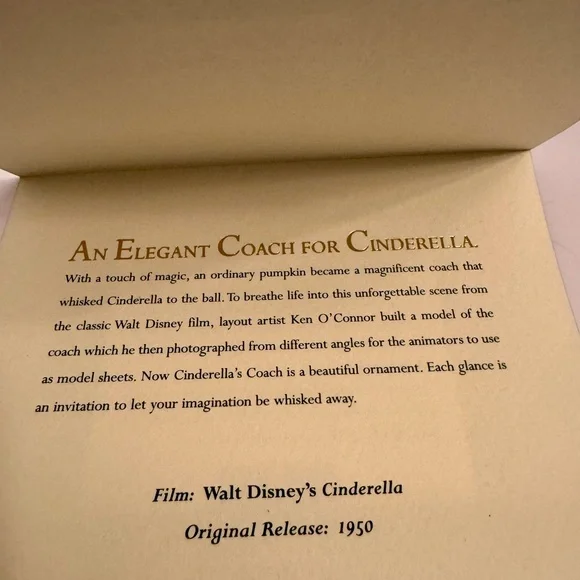 An Elegant Coach for Cinderella.
With a touch of magic, an ordinary pumpkin became a magnificent coach that
whisked Cinderella to the ball. To breathe life into this unforgettable scene from
the classic Walt Disney film, layout artist Ken O'Connor built a model of the
coach which he then photographed from different angles for the animators to use
as model sheets. Now Cinderella's Coach is a beautiful ornament. Each glance is
an invitation to let your imagination be whisked away.
Film: Walt Disney's Cinderella
Original Release: 1950